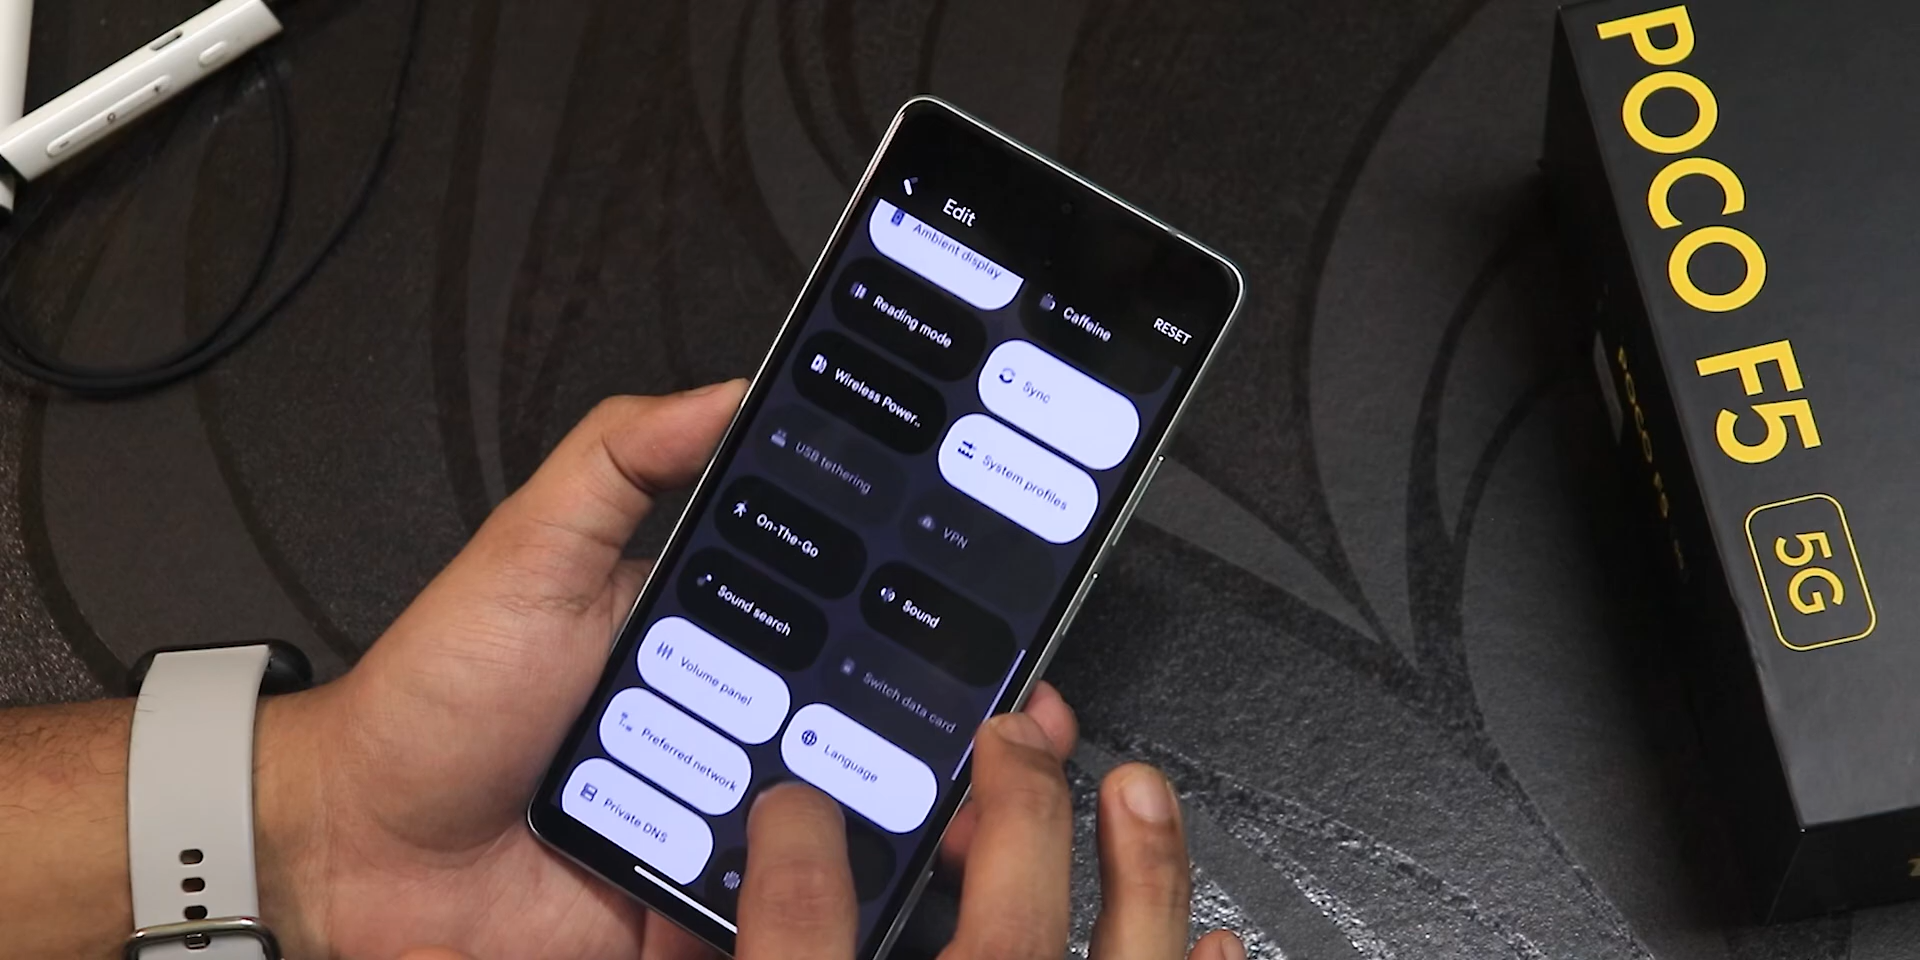 Edit
RESET
Ambient display
Caffeine
Reading mode
Sync
Wireless Power..
System profiles
USB tethering
VPN
On-The-Go
Sound
Sound search
Switch data card
Volume panel
Language
Preferred network
Private DNS
POCO F5
5G